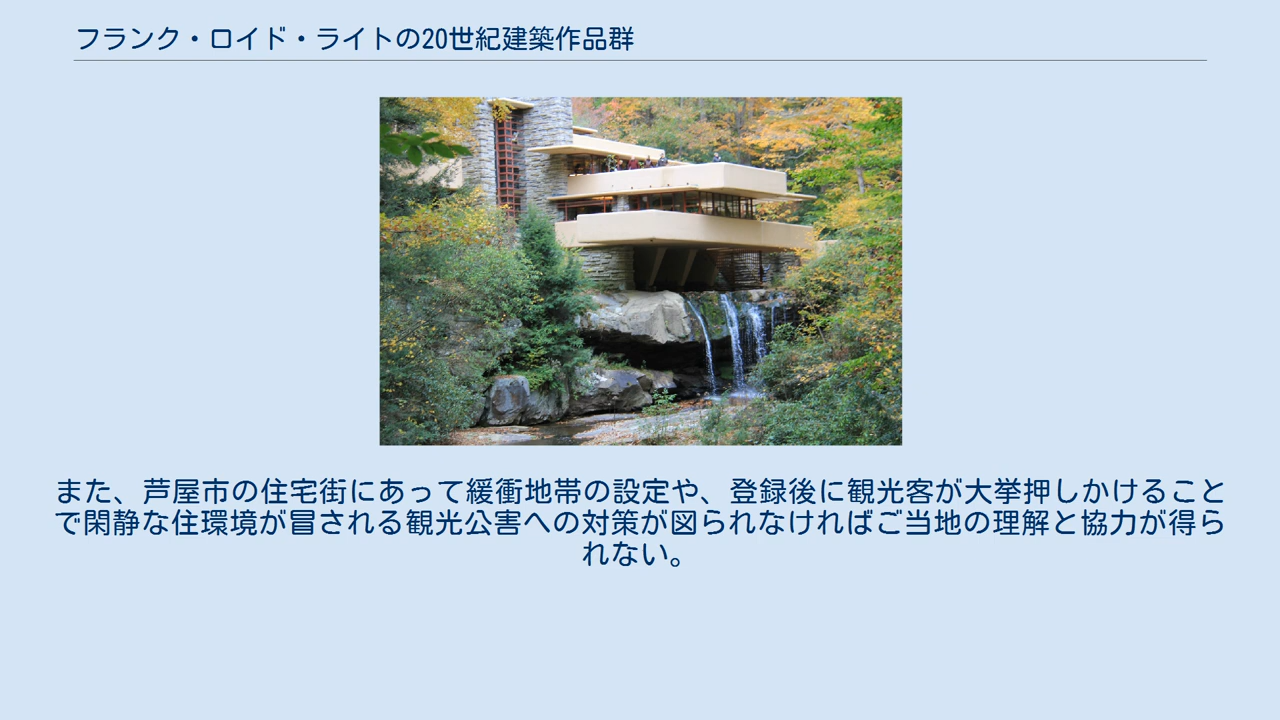 フランク・ロイド・ライトの20世紀建築作品群
また、芦屋市の住宅街にあって緩衝地帯の設定や、登録後に観光客が大挙押しかけること
で閑静な住環境が冒される観光公害への対策が図られなければご当地の理解と協力が得ら
れない。